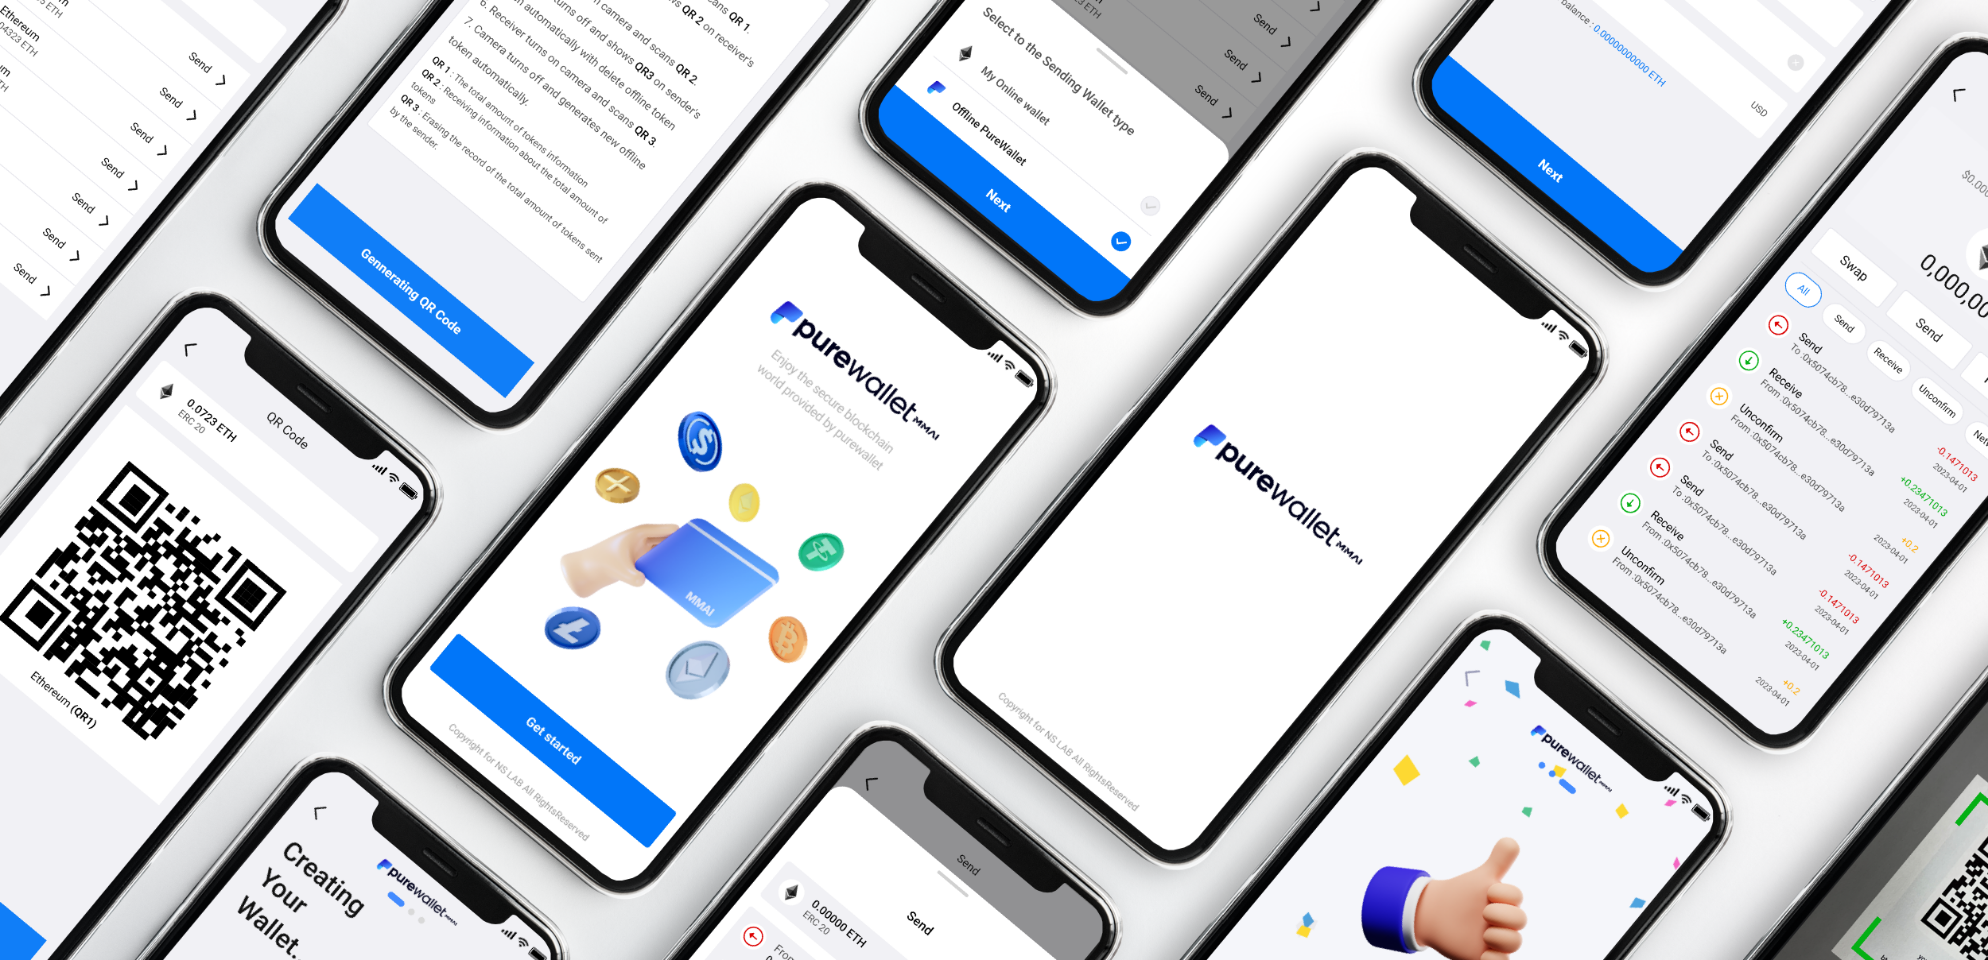 Ethereum
Send
Send
Send
Send
Send
Send
Send
QR 1.
QR 2 on receiver's
camera and scans QR 2.
turns off and shows QR3 on sender's
automatically with delete offline token
6. Receiver turns on camera and scans QR 3.
7. Camera turns off and generates new offline
token automatically.
QR 1 : The total amount of tokens information
QR 2 : Receiving information about the total amount of
tokens
QR 3 : Erasing the record of the total amount of tokens sent
by the sender.
Gennerating QR Code
QR Code
0.0723 ETH
ERC 20
Ethereum (QR1)
Creating
Your
Wallet.
purewallet MMAI
purewallet MMAI
Enjoy the secure blockchain
world provided by purewallet
MMAI
Get started
Copyright for NS LAB All RightsReserved
Send
Send
Send
Select to the Sending Wallet type
My Online wallet
Offline PureWallet
Next
Send
Send
0.00000 ETH
ERC 20
purewallet MMAI
Copyright for NS LAB All RightsReserved
balance : 0.00000000000 ETH
USD
Next
purewallet MMAI
0,000,00
Swap
Send
All
Send
Receive
Unconfirm
Send
To :0x5074cb78...e30d79713a
-0.1471013
2023-04-01
Receive
From :0x5074cb78...e30d79713a
+0.23471013
2023-04-01
Unconfirm
From :0x5074cb78...e30d79713a
+0.2
2023-04-01
Send
To :0x5074cb78...e30d79713a
-0.1471013
2023-04-01
Send
To :0x5074cb78...e30d79713a
-0.1471013
2023-04-01
Receive
From :0x5074cb78...e30d79713a
+0.23471013
2023-04-01
Unconfirm
From :0x5074cb78...e30d79713a
+0.2
2023-04-01